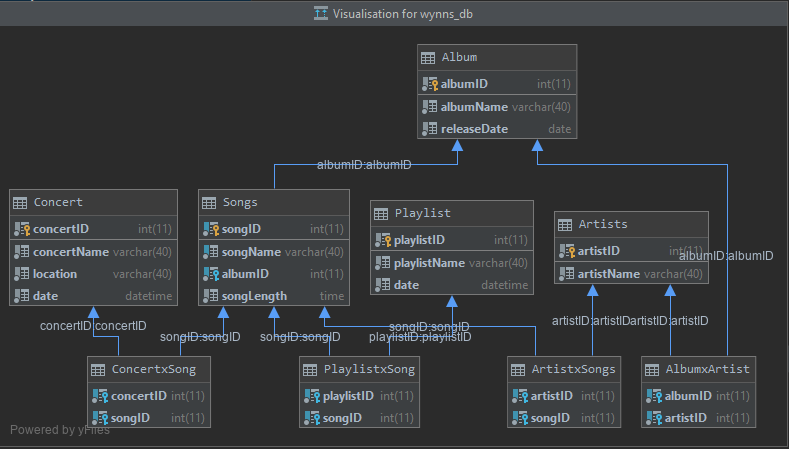 Visualisation for wynns_db
Album
albumID int(11)
albumName varchar(40)
releaseDate date
albumID:albumID
Concert
concertID int(11)
concertName varchar(40)
location varchar(40)
date datetime
Songs
songID int(11)
songName varchar(40)
albumID int(11)
songLength time
Playlist
playlistID int(11)
playlistName varchar(40)
date datetime
Artists
artistID int(11)
artistName varchar(40)
albumID:albumID
concertID:concertID
songID:songID
songID:songID
songID:songID
playlistID:playlistID
artistID:artistID
artistID:artistID
ConcertxSong
concertID int(11)
songID int(11)
PlaylistxSong
playlistID int(11)
songID int(11)
ArtistxSongs
artistID int(11)
songID int(11)
AlbumxArtist
albumID int(11)
artistID int(11)
Powered by yFiles